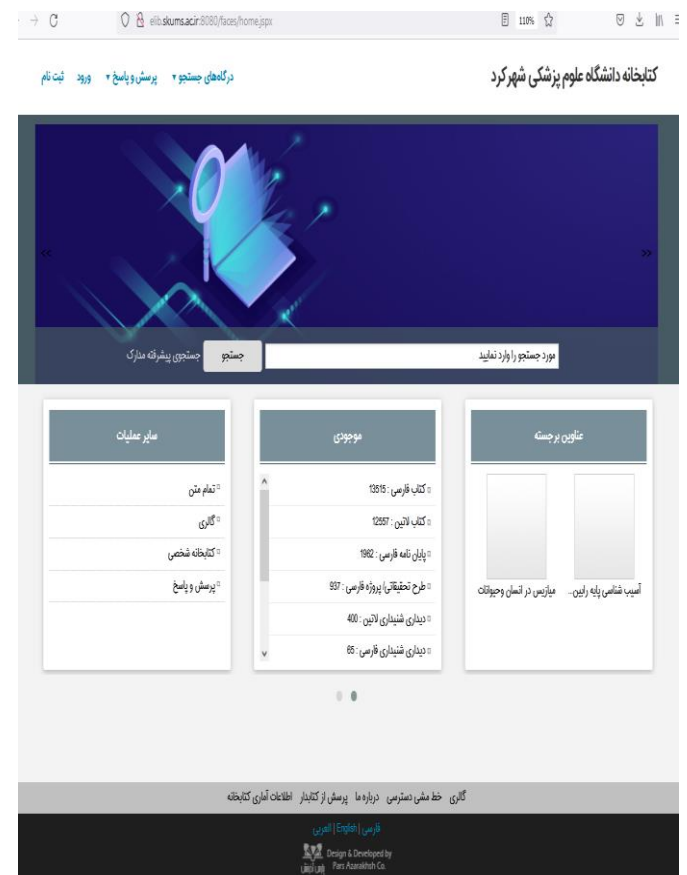 elib.skums.ac.ir:8080/faces/home.jspx
110%
کتابخانه دانشگاه علوم پزشکی شهرکرد
درگاه‌های جستجو ▾ پرسش و پاسخ ▾ ورود ثبت نام
مورد جستجو را وارد نمایید
جستجو
جستجوی پیشرفته مدارک
عناوین برجسته
آسیب شناسی پایه رابین...
میازیس در انسان وحیوانات
موجودی
کتاب فارسی : 13515
کتاب لاتین : 12557
پایان نامه فارسی : 1962
طرح تحقیقاتی/ پروژه فارسی : 937
دیداری شنیداری لاتین : 400
دیداری شنیداری فارسی : 65
سایر عملیات
تمام متن
گالری
کتابخانه شخصی
پرسش و پاسخ
گالری خط مشی دسترسی درباره ما پرسش از کتابدار اطلاعات آماری کتابخانه
فارسی | English | العربی
Design & Developed by
Pars Azarakhsh Co.